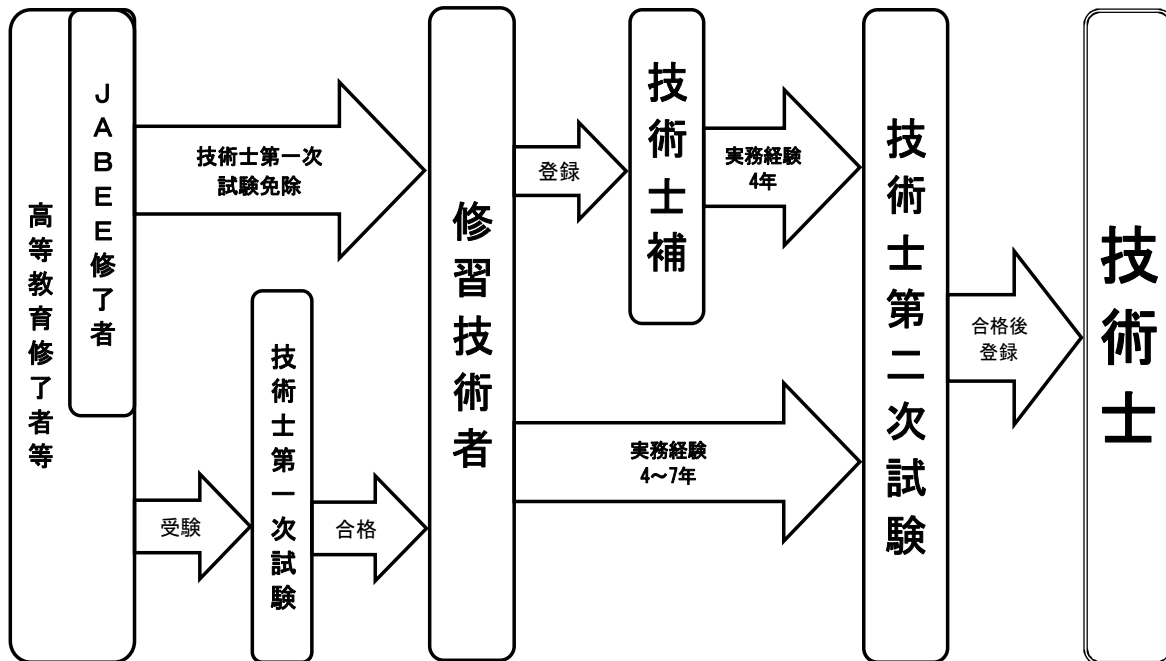 高等教育修了者等
ＪＡＢＥＥ修了者
技術士第一次
試験免除
受験
技術士第一次試験
合格
修習技術者
登録
技術士補
実務経験
4年
実務経験
4～7年
技術士第二次試験
合格後
登録
技術士